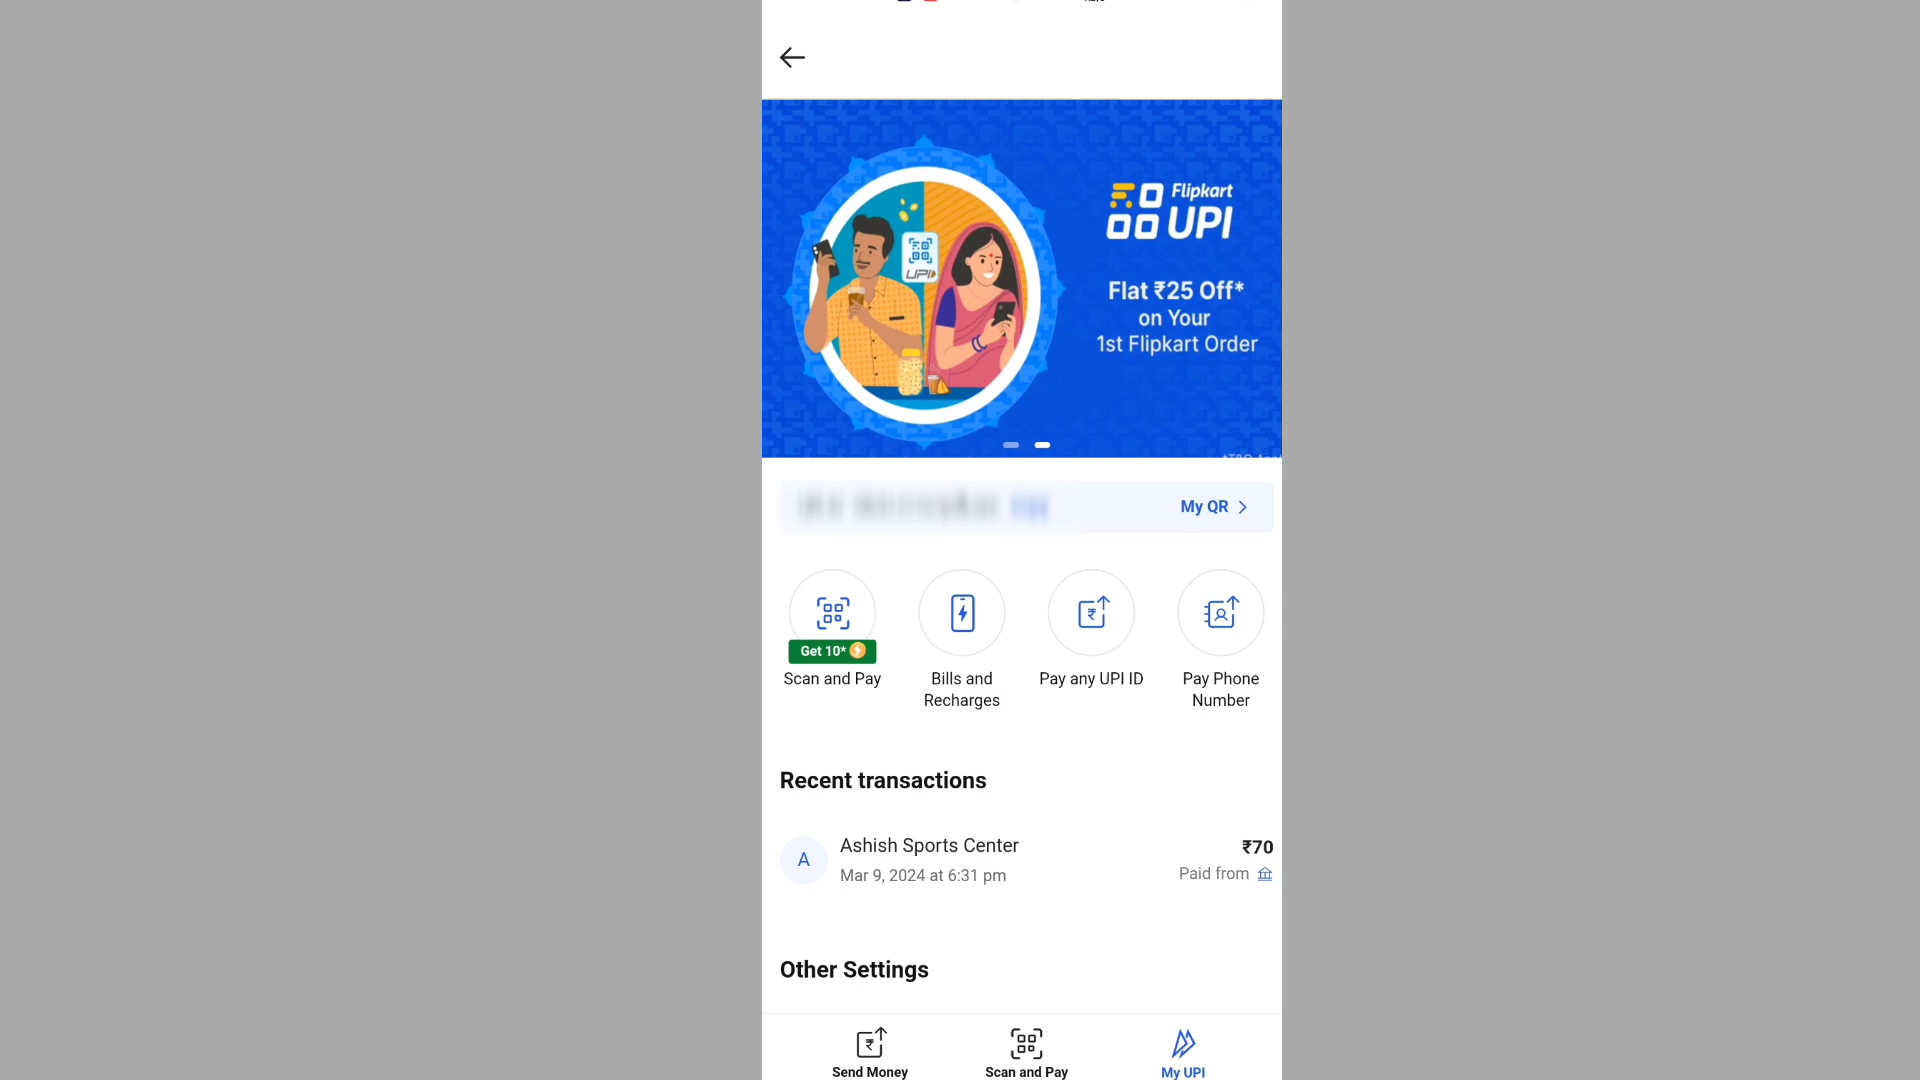 Flipkart
UPI
UPI
Flat ₹25 Off*
on Your
1st Flipkart Order
My QR
Get 10*
Scan and Pay
Bills and
Recharges
Pay any UPI ID
Pay Phone
Number
Recent transactions
A
Ashish Sports Center
₹70
Mar 9, 2024 at 6:31 pm
Paid from
Other Settings
Send Money
Scan and Pay
My UPI